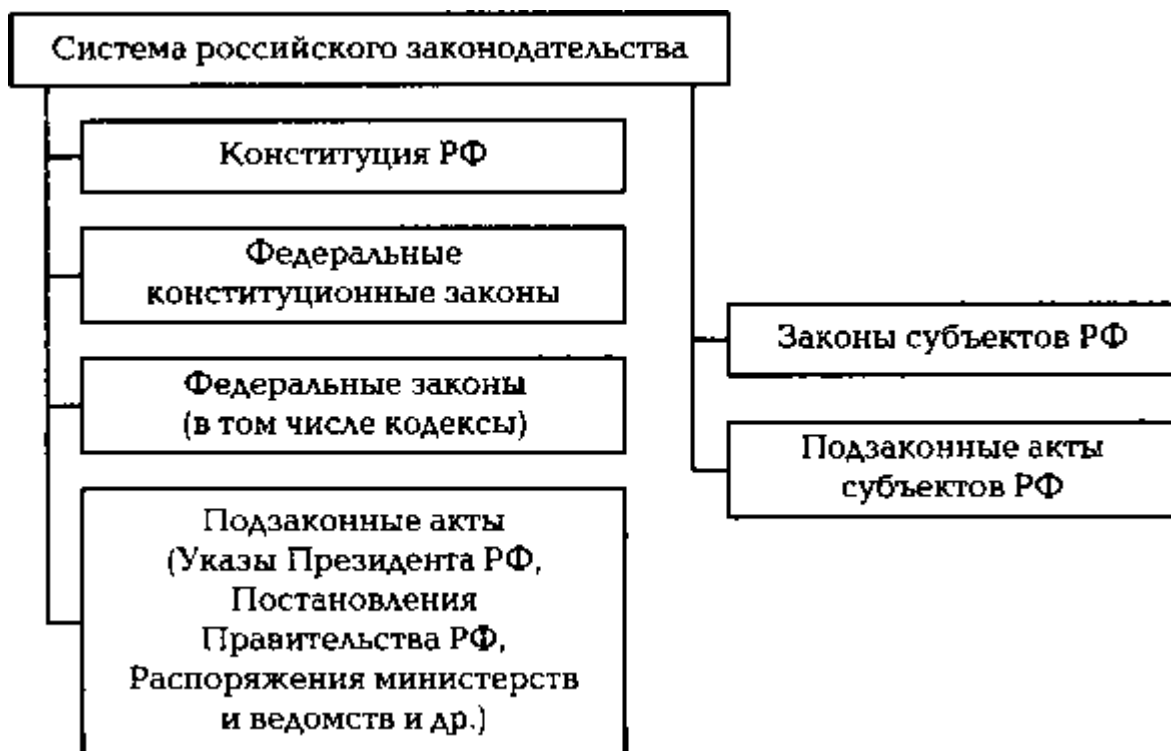 Система российского законодательства
Конституция РФ
Федеральные
конституционные законы
Федеральные законы
(в том числе кодексы)
Подзаконные акты
(Указы Президента РФ,
Постановления
Правительства РФ,
Распоряжения министерств
и ведомств и др.)
Законы субъектов РФ
Подзаконные акты
субъектов РФ